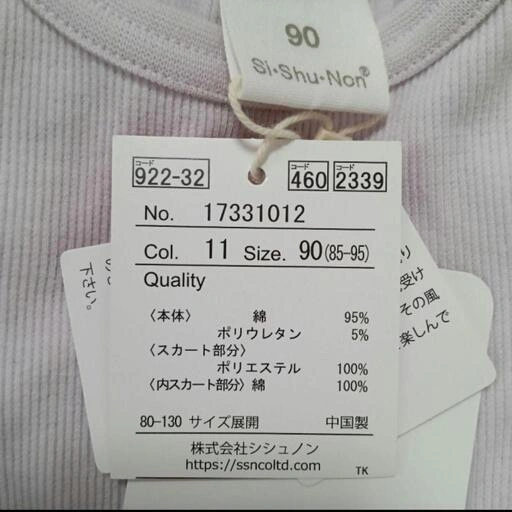 90
Si・Shu・Non®
コード 922-32 コード 460 コード 2339
No. 17331012
Col. 11 Size. 90(85-95)
Quality
〈本体〉 綿 95%
ポリウレタン 5%
〈スカート部分〉
ポリエステル 100%
〈内スカート部分〉綿 100%
80-130 サイズ展開 中国製
株式会社シシュノン
https://ssncoltd.com
TK
り
受け
その風
楽しんで
下さい。